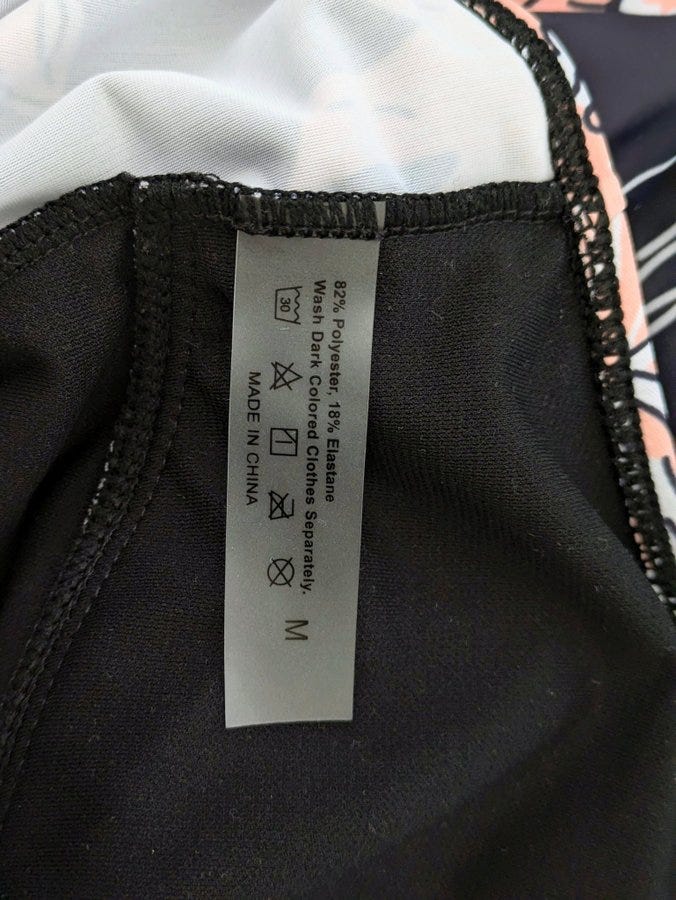 82% Polyester, 18% Elastane
Wash Dark Colored Clothes Separately.
30
MADE IN CHINA
M